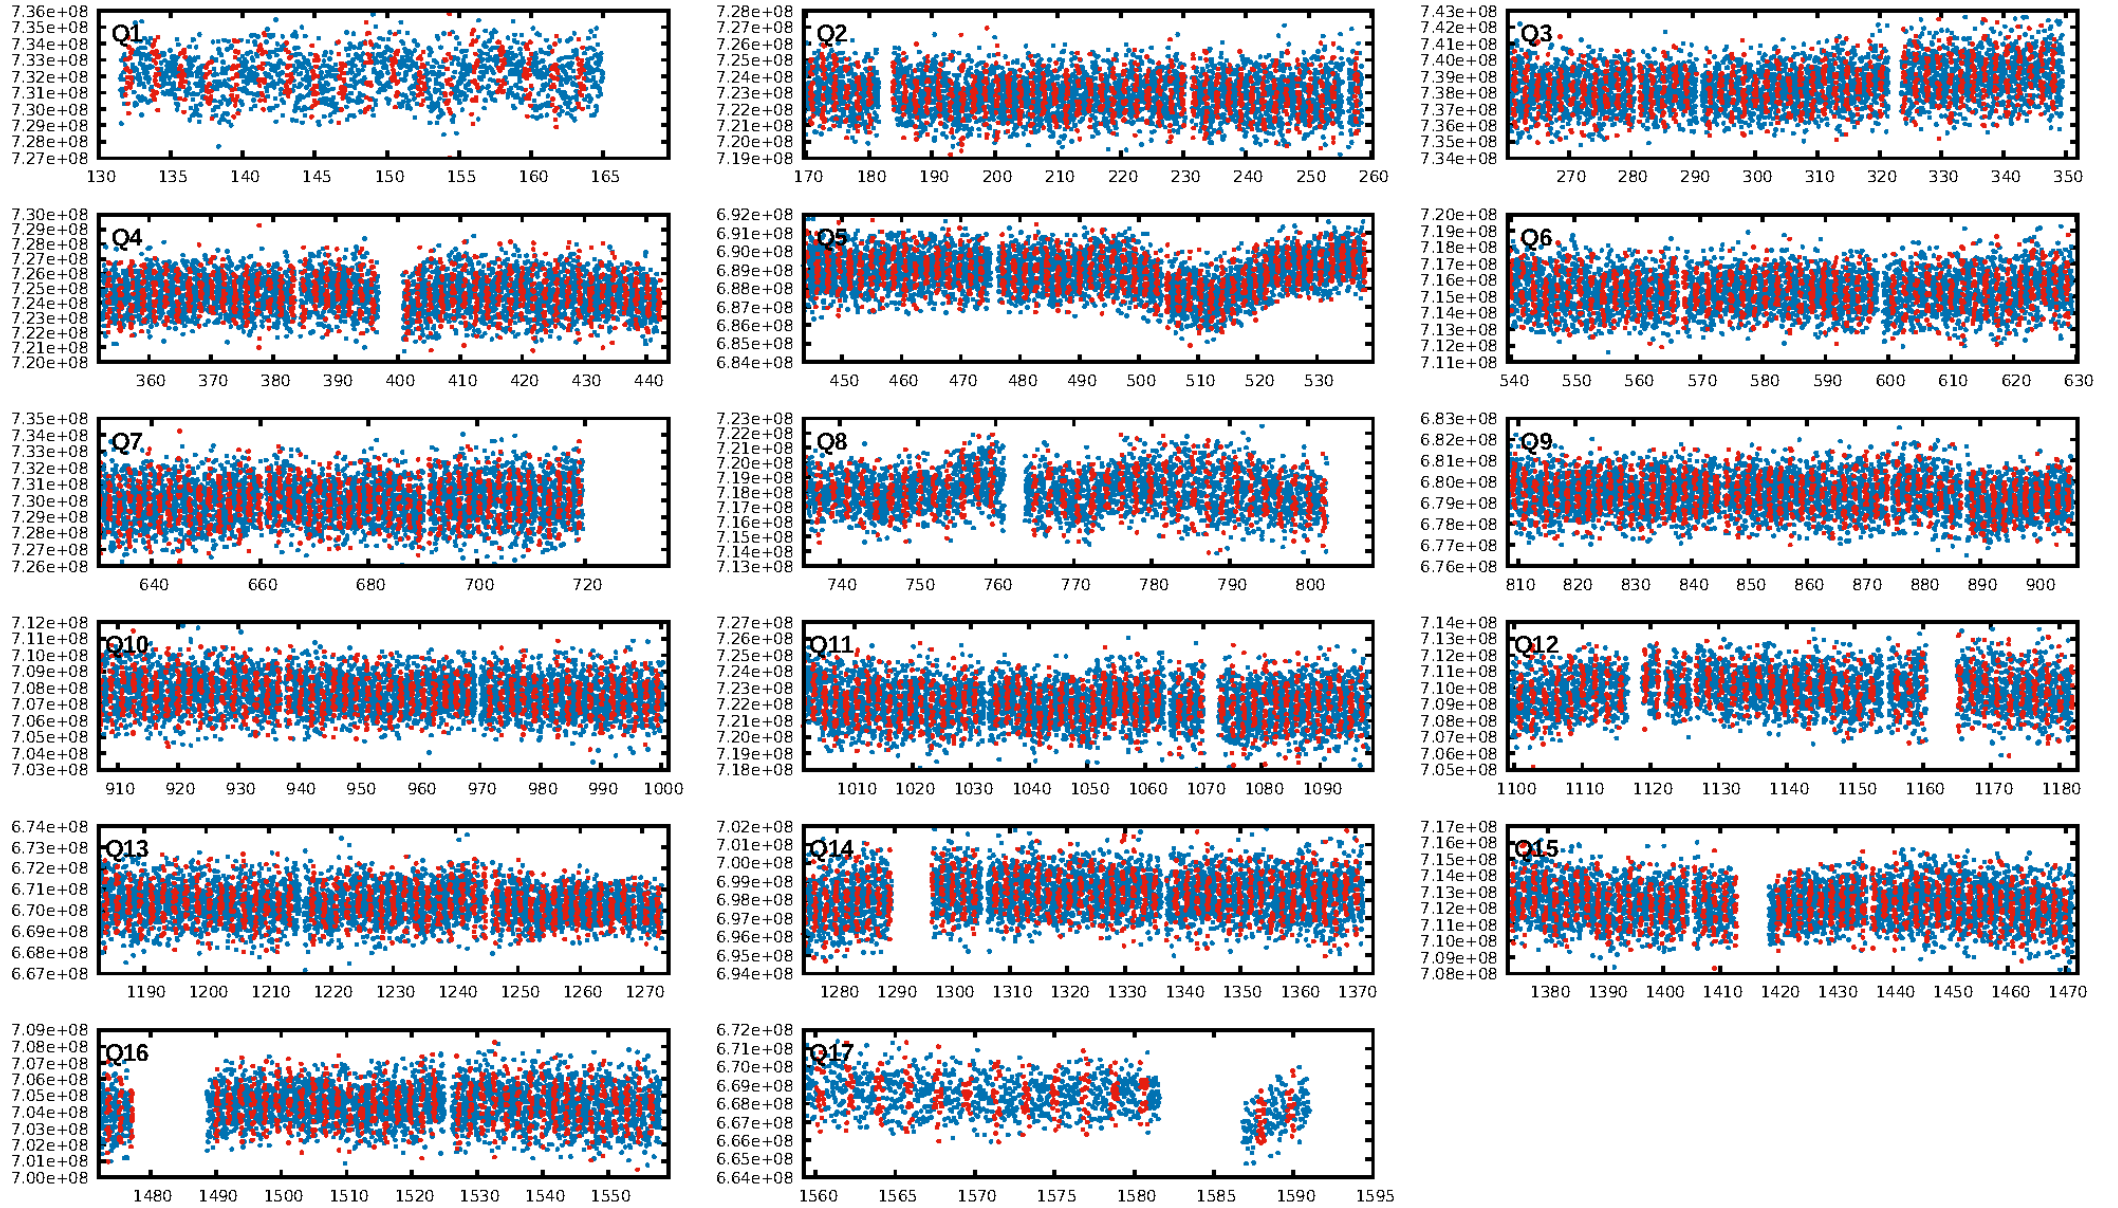 7.36e+08
7.35e+08
7.34e+08
7.33e+08
7.32e+08
7.31e+08
7.30e+08
7.29e+08
7.28e+08
7.27e+08
Q1
130 135 140 145 150 155 160 165
7.28e+08
7.27e+08
7.26e+08
7.25e+08
7.24e+08
7.23e+08
7.22e+08
7.21e+08
7.20e+08
7.19e+08
Q2
170 180 190 200 210 220 230 240 250 260
7.43e+08
7.42e+08
7.41e+08
7.40e+08
7.39e+08
7.38e+08
7.37e+08
7.36e+08
7.35e+08
7.34e+08
Q3
270 280 290 300 310 320 330 340 350
7.30e+08
7.29e+08
7.28e+08
7.27e+08
7.26e+08
7.25e+08
7.24e+08
7.23e+08
7.22e+08
7.21e+08
7.20e+08
Q4
360 370 380 390 400 410 420 430 440
6.92e+08
6.91e+08
6.90e+08
6.89e+08
6.88e+08
6.87e+08
6.86e+08
6.85e+08
6.84e+08
Q5
450 460 470 480 490 500 510 520 530
7.20e+08
7.19e+08
7.18e+08
7.17e+08
7.16e+08
7.15e+08
7.14e+08
7.13e+08
7.12e+08
7.11e+08
Q6
540 550 560 570 580 590 600 610 620 630
7.35e+08
7.34e+08
7.33e+08
7.32e+08
7.31e+08
7.30e+08
7.29e+08
7.28e+08
7.27e+08
7.26e+08
Q7
640 660 680 700 720
7.23e+08
7.22e+08
7.21e+08
7.20e+08
7.19e+08
7.18e+08
7.17e+08
7.16e+08
7.15e+08
7.14e+08
7.13e+08
Q8
740 750 760 770 780 790 800
6.83e+08
6.82e+08
6.81e+08
6.80e+08
6.79e+08
6.78e+08
6.77e+08
6.76e+08
Q9
810 820 830 840 850 860 870 880 890 900
7.12e+08
7.11e+08
7.10e+08
7.09e+08
7.08e+08
7.07e+08
7.06e+08
7.05e+08
7.04e+08
7.03e+08
Q10
910 920 930 940 950 960 970 980 990 1000
7.27e+08
7.26e+08
7.25e+08
7.24e+08
7.23e+08
7.22e+08
7.21e+08
7.20e+08
7.19e+08
7.18e+08
Q11
1010 1020 1030 1040 1050 1060 1070 1080 1090
7.14e+08
7.13e+08
7.12e+08
7.11e+08
7.10e+08
7.09e+08
7.08e+08
7.07e+08
7.06e+08
7.05e+08
Q12
1100 1110 1120 1130 1140 1150 1160 1170 1180
6.74e+08
6.73e+08
6.72e+08
6.71e+08
6.70e+08
6.69e+08
6.68e+08
6.67e+08
Q13
1190 1200 1210 1220 1230 1240 1250 1260 1270
7.02e+08
7.01e+08
7.00e+08
6.99e+08
6.98e+08
6.97e+08
6.96e+08
6.95e+08
6.94e+08
Q14
1280 1290 1300 1310 1320 1330 1340 1350 1360 1370
7.17e+08
7.16e+08
7.15e+08
7.14e+08
7.13e+08
7.12e+08
7.11e+08
7.10e+08
7.09e+08
7.08e+08
Q15
1380 1390 1400 1410 1420 1430 1440 1450 1460 1470
7.09e+08
7.08e+08
7.07e+08
7.06e+08
7.05e+08
7.04e+08
7.03e+08
7.02e+08
7.01e+08
7.00e+08
Q16
1480 1490 1500 1510 1520 1530 1540 1550
6.72e+08
6.71e+08
6.70e+08
6.69e+08
6.68e+08
6.67e+08
6.66e+08
6.65e+08
6.64e+08
Q17
1560 1565 1570 1575 1580 1585 1590 1595